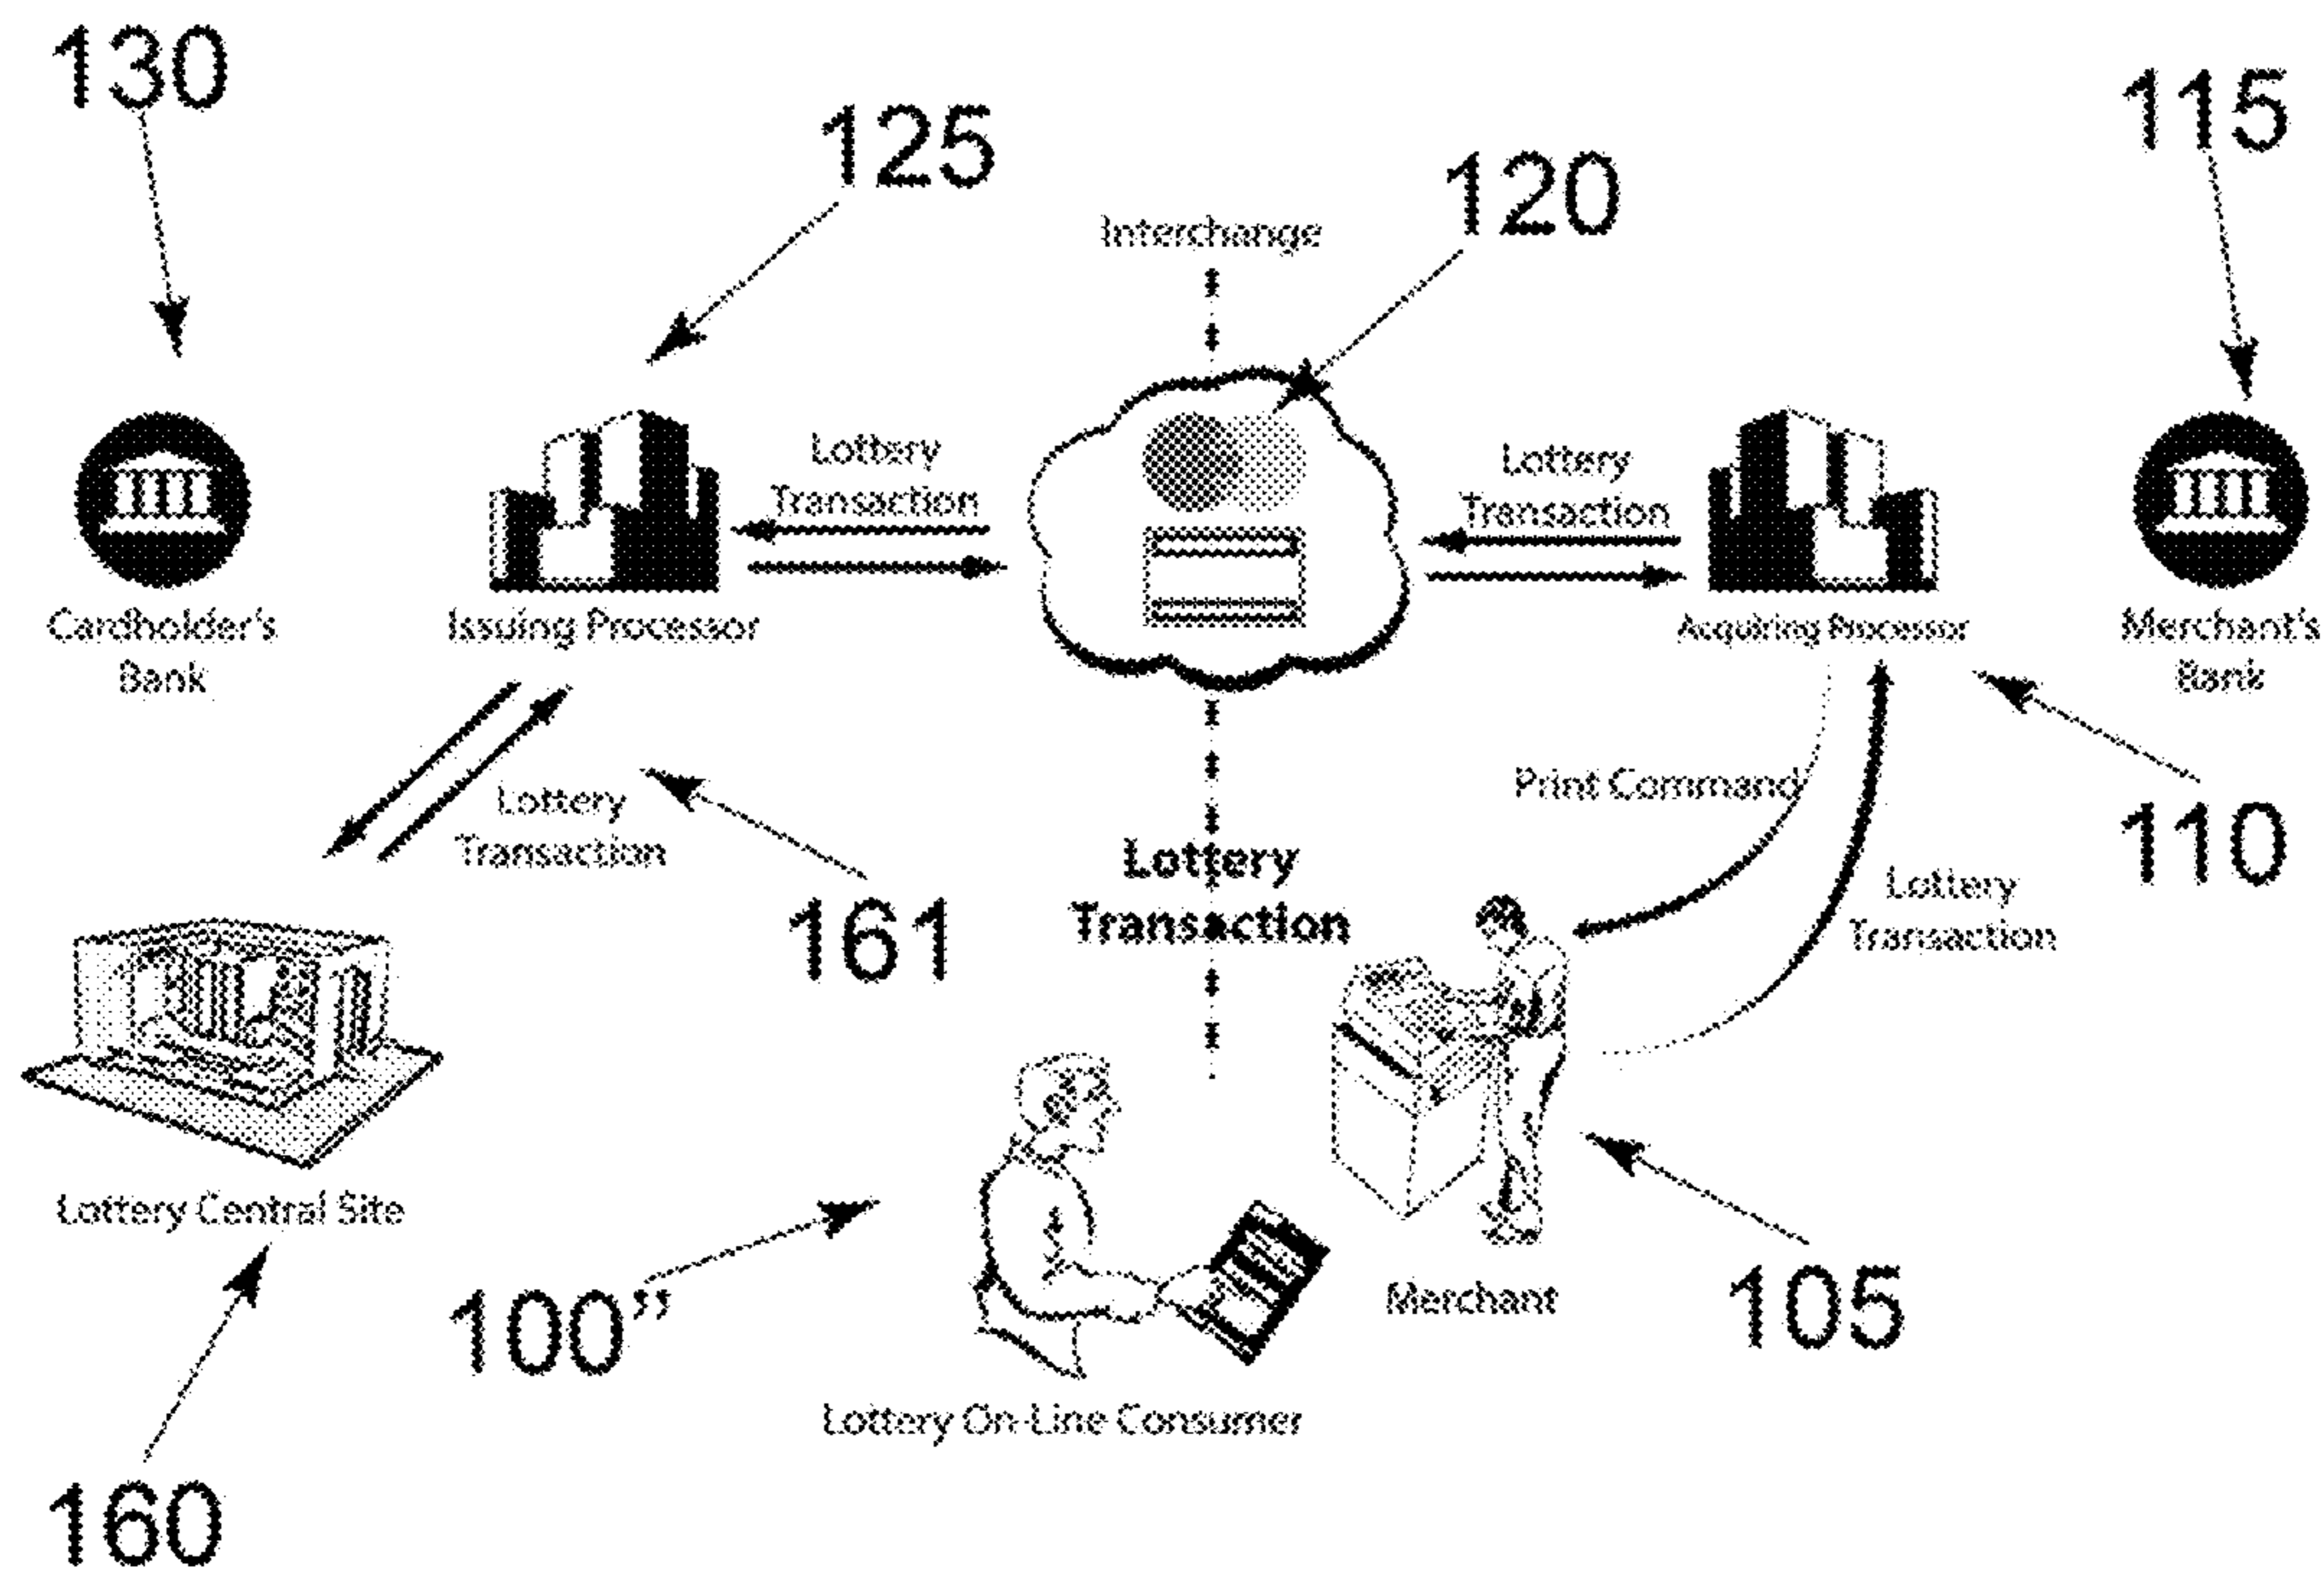 130
115
125
120
Interchange
Lottery
Transaction
Lottery
Transaction
Cardholder's
Bank
Issuing Processor
Acquiring Processor
Merchant's
Bank
Print Command
Lottery
Transaction
110
Lottery
Transaction
Lottery
Transaction
161
Lottery Central Site
100”
Merchant
105
Lottery On-Line Consumer
160